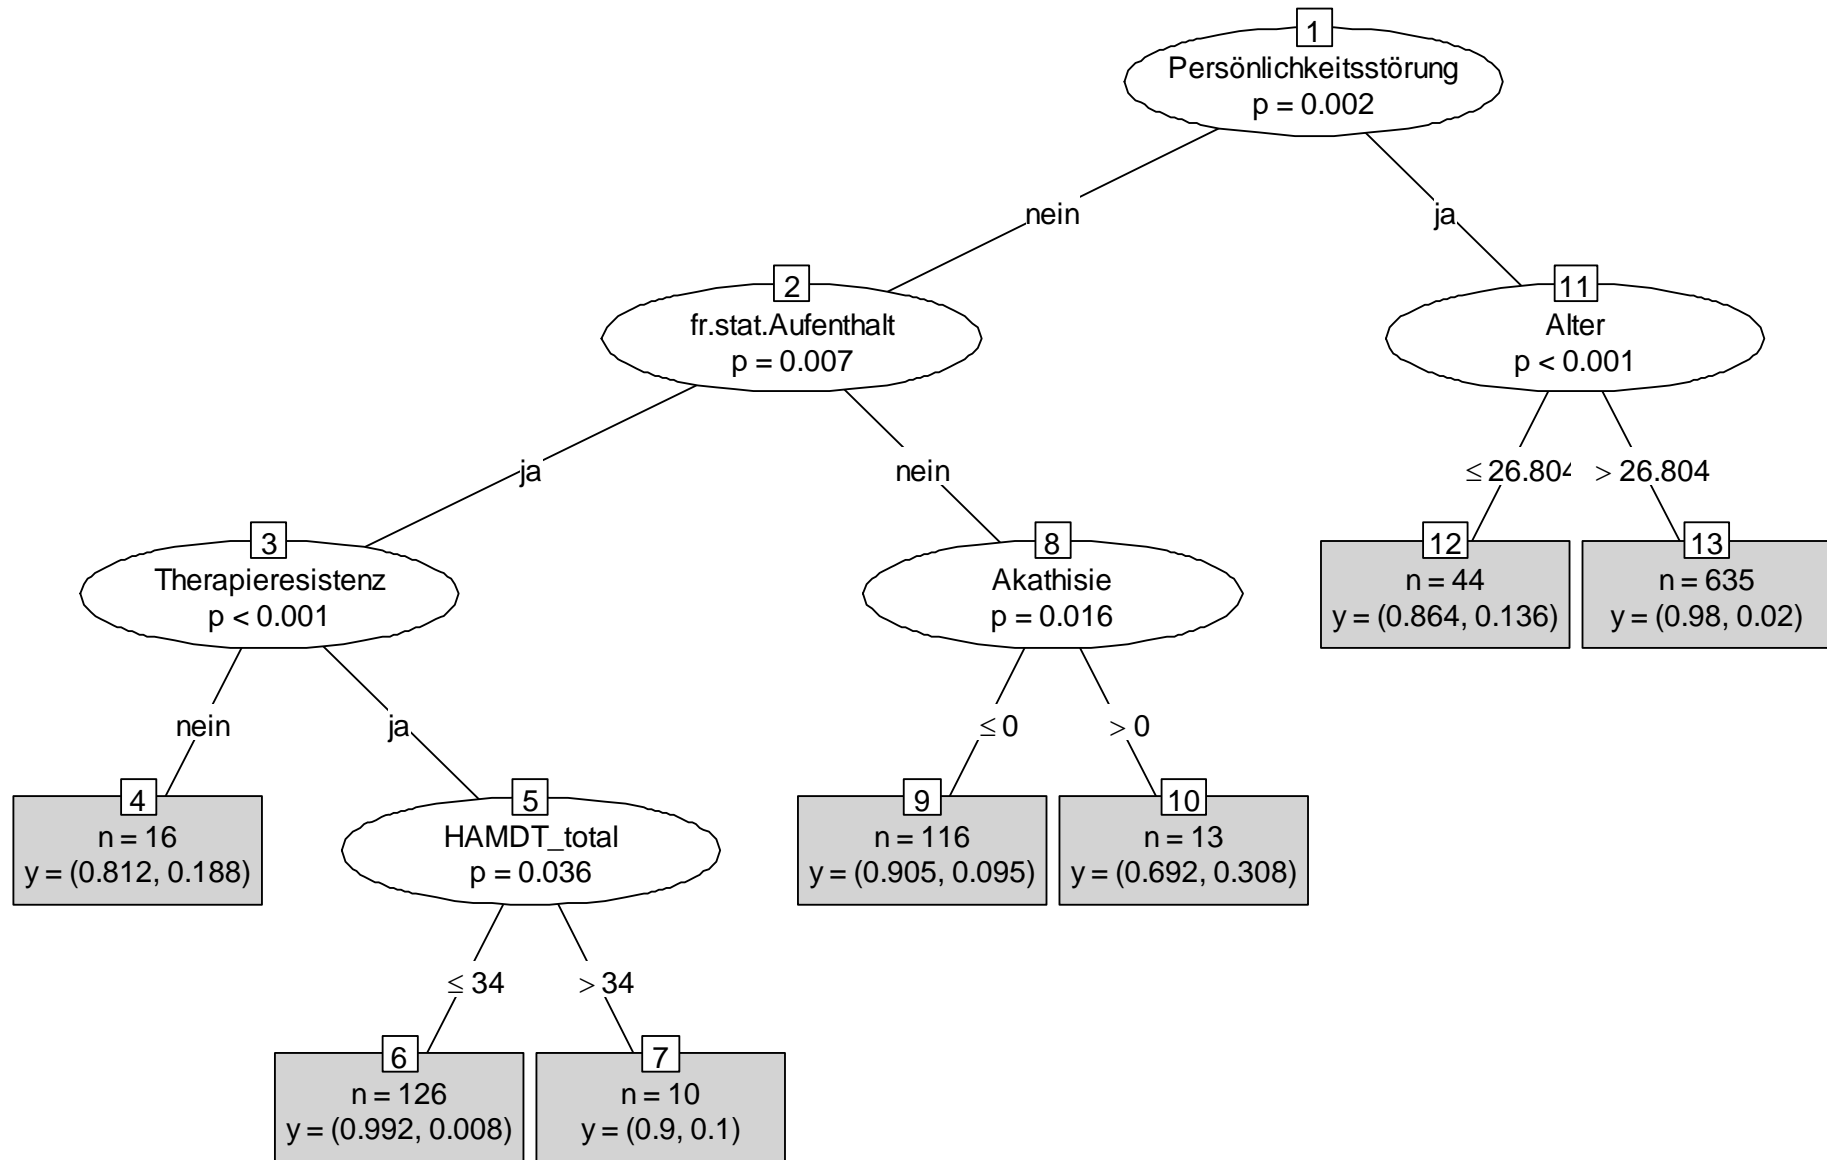 1
Persönlichkeitsstörung
p = 0.002
nein
ja
2
fr.stat.Aufenthalt
p = 0.007
11
Alter
p < 0.001
ja
nein
≤ 26.804
> 26.804
3
Therapieresistenz
p < 0.001
8
Akathisie
p = 0.016
12
n = 44
y = (0.864, 0.136)
13
n = 635
y = (0.98, 0.02)
nein
ja
≤ 0
> 0
4
n = 16
y = (0.812, 0.188)
5
HAMDT_total
p = 0.036
9
n = 116
y = (0.905, 0.095)
10
n = 13
y = (0.692, 0.308)
≤ 34
> 34
6
n = 126
y = (0.992, 0.008)
7
n = 10
y = (0.9, 0.1)